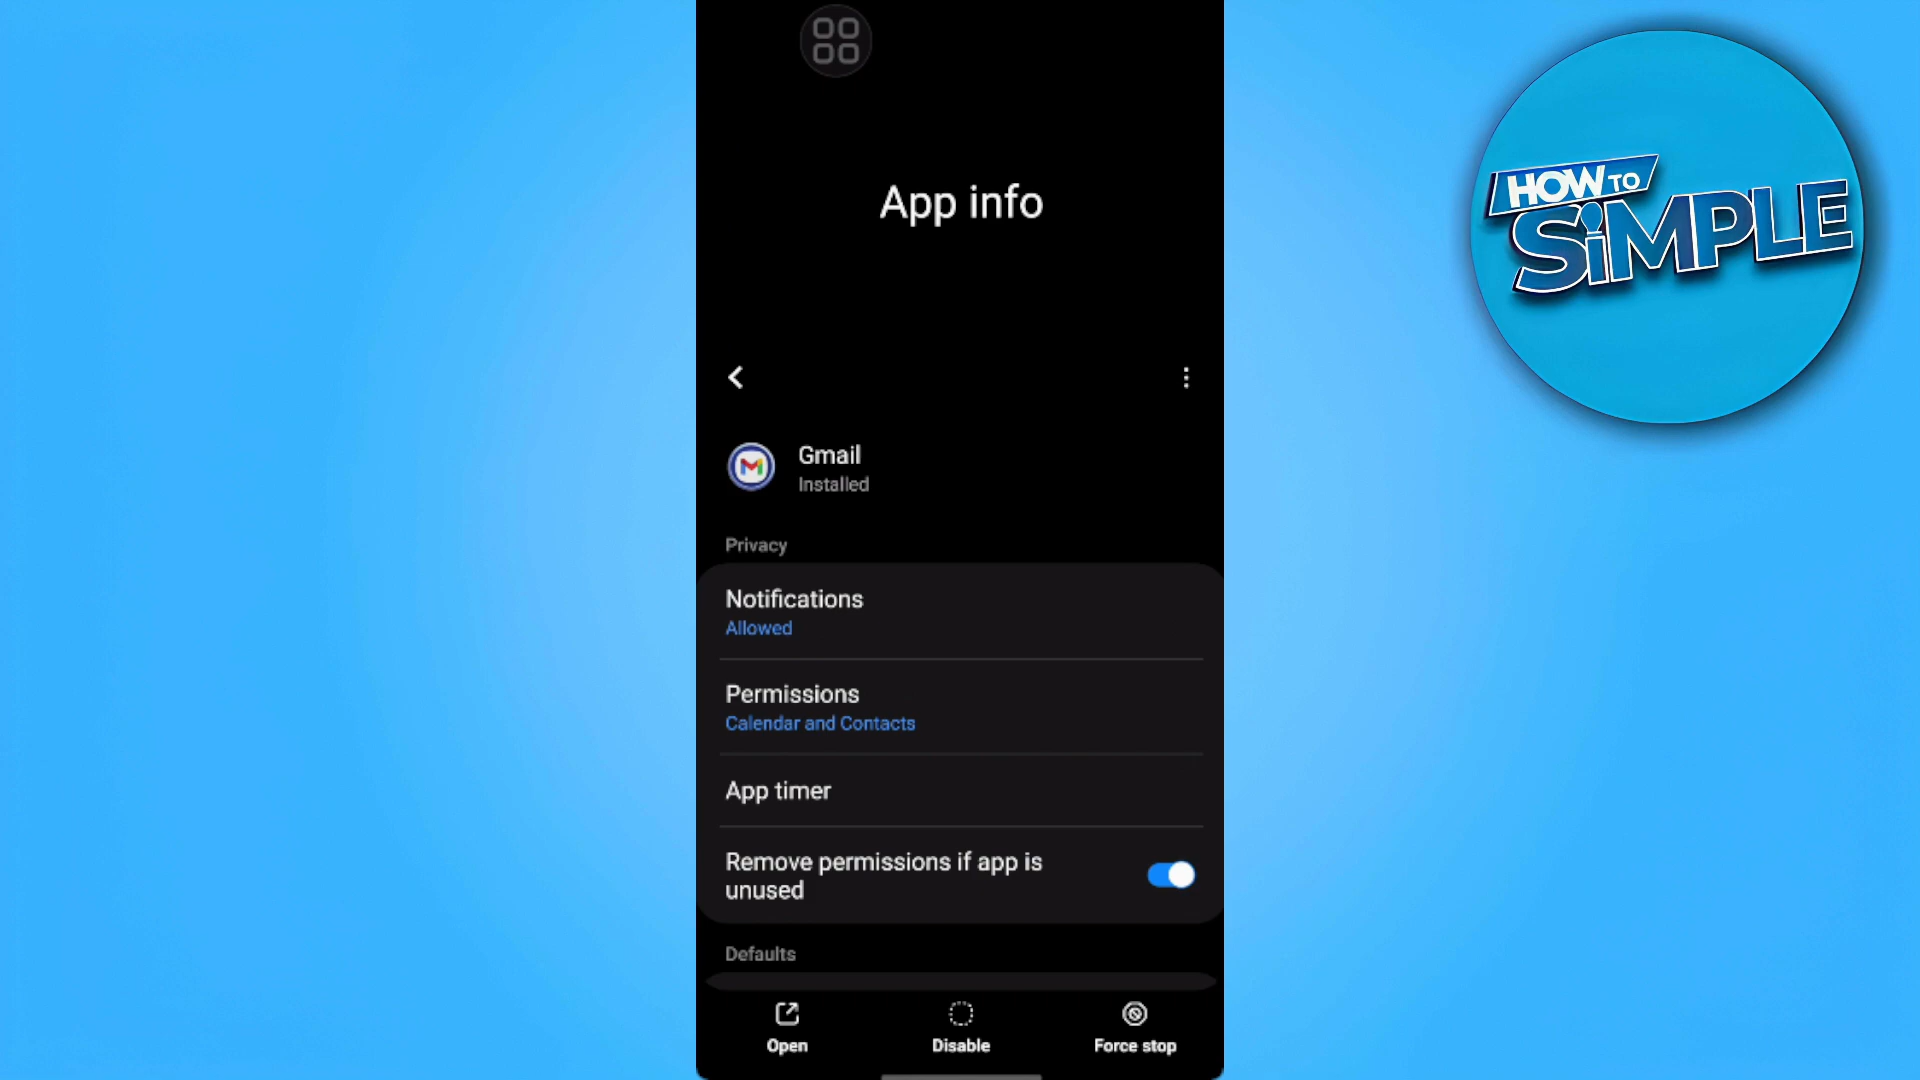 HOW TO
SiMPLE
App info
Gmail
Installed
Privacy
Notifications
Allowed
Permissions
Calendar and Contacts
App timer
Remove permissions if app is
unused
Defaults
Open
Disable
Force stop